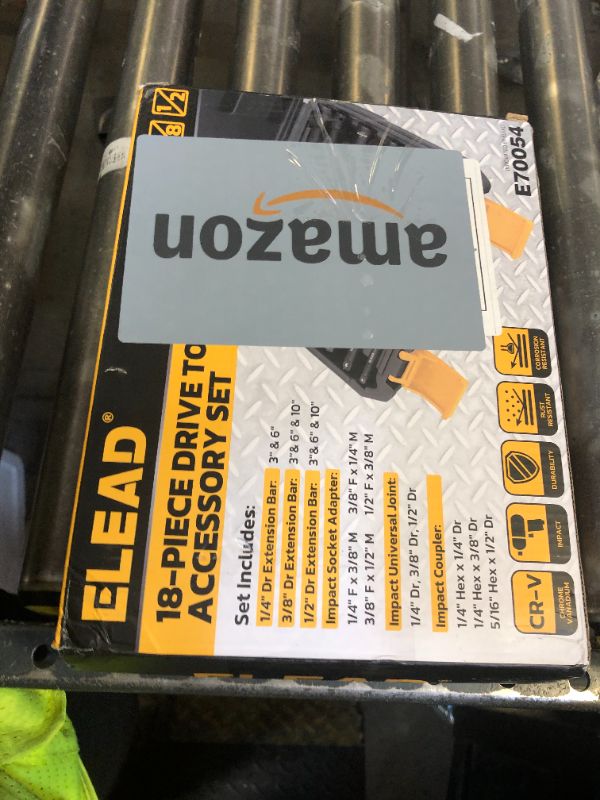 ELEAD®
18-PIECE DRIVE TO
ACCESSORY SET
1/2
amazon
E70054
Set Includes:
1/4" Dr Extension Bar: 3" & 6"
3/8" Dr Extension Bar: 3"& 6" & 10"
1/2" Dr Extension Bar: 3"& 6" & 10"
Impact Socket Adapter:
1/4" F x 3/8" M 3/8" F x 1/4" M
3/8" F x 1/2" M 1/2" F x 3/8" M
Impact Universal Joint:
1/4" Dr, 3/8" Dr, 1/2" Dr
Impact Coupler:
1/4" Hex x 1/4" Dr
1/4" Hex x 3/8" Dr
5/16" Hex x 1/2" Dr
CR-V
CHROME
VANADIUM
IMPACT
DURABILITY
RUST
RESISTANT
CORROSION
RESISTANT